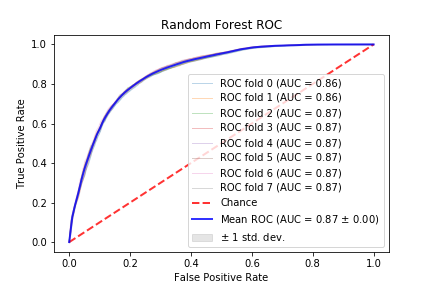 Random Forest ROC
True Positive Rate
1.0
0.8
0.6
0.4
0.2
0.0
ROC fold 0 (AUC = 0.86)
ROC fold 1 (AUC = 0.86)
ROC fold 2 (AUC = 0.87)
ROC fold 3 (AUC = 0.87)
ROC fold 4 (AUC = 0.87)
ROC fold 5 (AUC = 0.87)
ROC fold 6 (AUC = 0.87)
ROC fold 7 (AUC = 0.87)
Chance
Mean ROC (AUC = 0.87 ± 0.00)
± 1 std. dev.
0.0 0.2 0.4 0.6 0.8 1.0
False Positive Rate